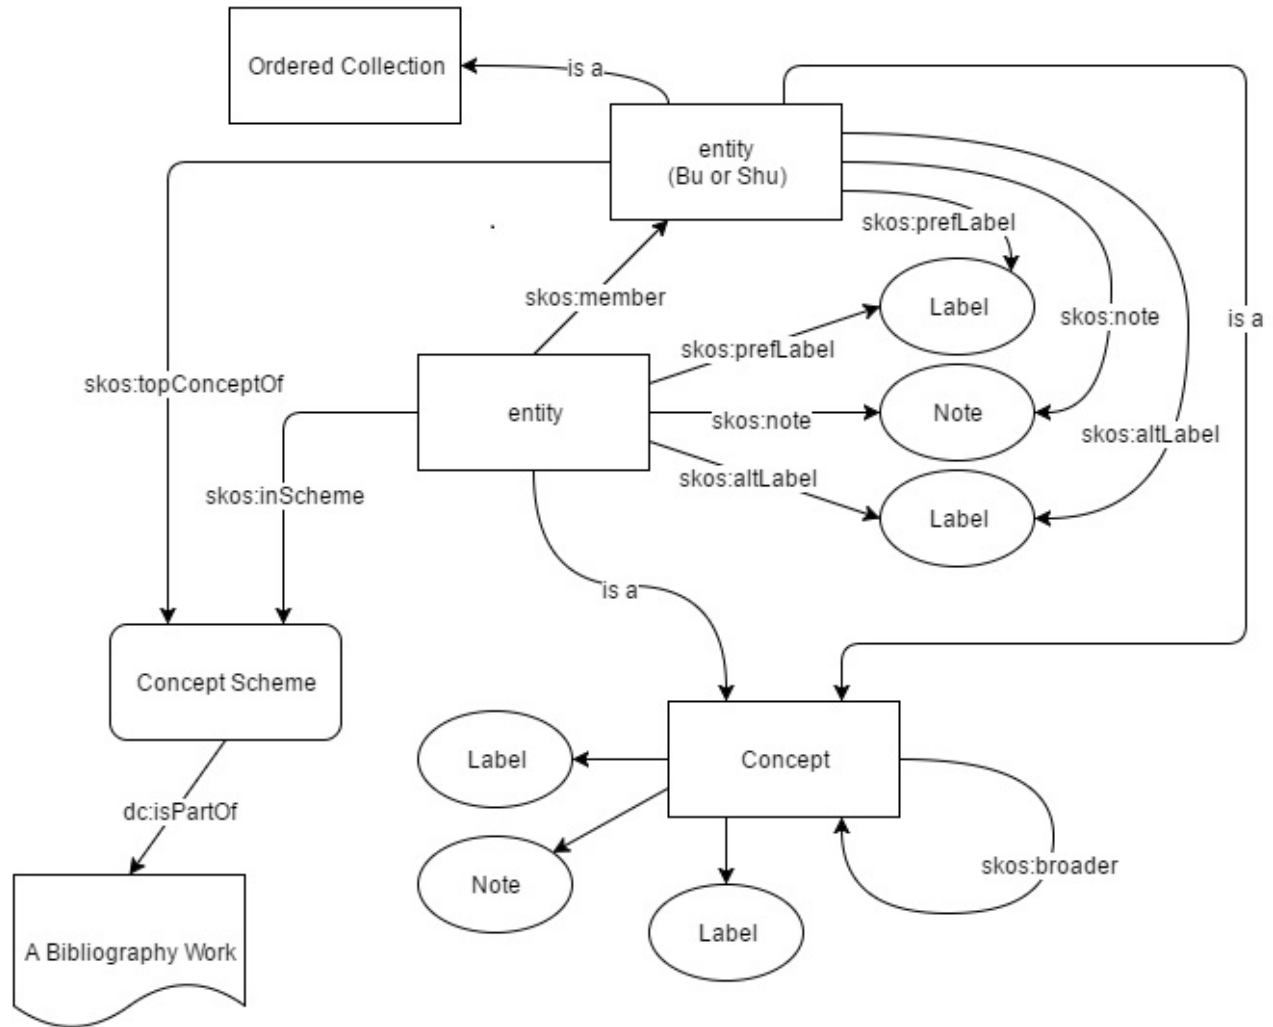 Ordered Collection
is a
entity
(Bu or Shu)
skos:prefLabel
skos:member
Label
skos:note
is a
skos:prefLabel
skos:topConceptOf
entity
skos:note
Note
skos:altLabel
skos:altLabel
skos:inScheme
Label
is a
Concept Scheme
Label
Concept
dc:isPartOf
skos:broader
Note
Label
A Bibliography Work